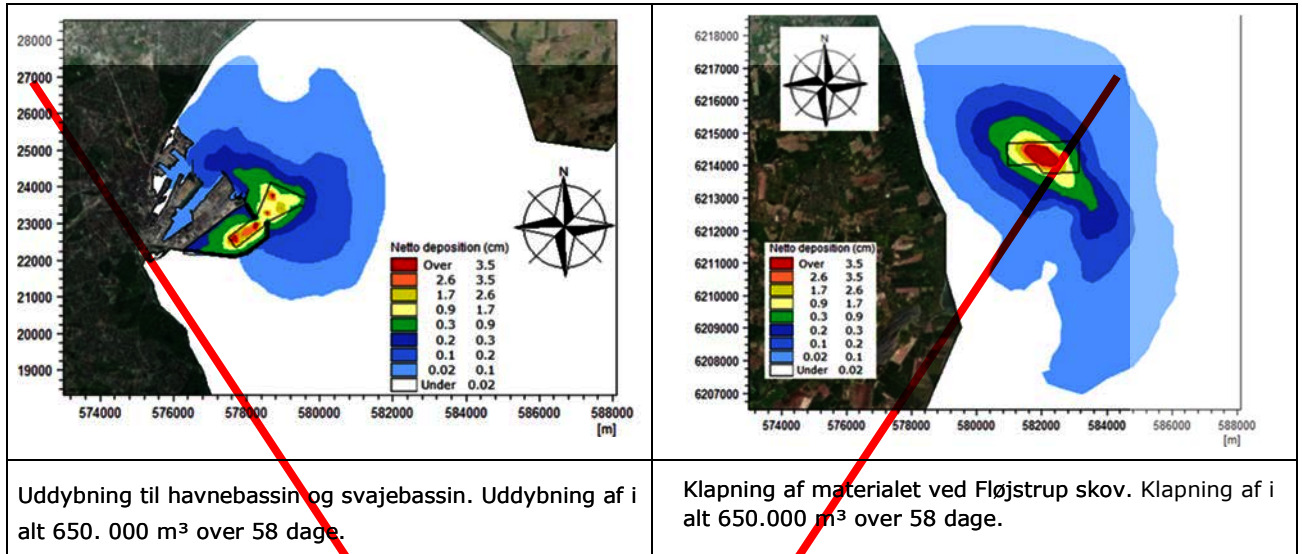 28000
27000
26000
25000
24000
23000
22000
21000
20000
19000
574000 576000 578000 580000 582000 584000 586000 588000
[m]
N
Netto deposition (cm)
Over 3.5
2.6 3.5
1.7 2.6
0.9 1.7
0.3 0.9
0.2 0.3
0.1 0.2
0.02 0.1
Under 0.02
6218000
6217000
6216000
6215000
6214000
6213000
6212000
6211000
6210000
6209000
6208000
6207000
574000 576000 578000 580000 582000 584000 586000 588000
[m]
N
Netto deposition (cm)
Over 3.5
2.6 3.5
1.7 2.6
0.9 1.7
0.3 0.9
0.2 0.3
0.1 0.2
0.02 0.1
Under 0.02
Uddybning til havnebassin og svajebassin. Uddybning af i
alt 650. 000 m³ over 58 dage.
Klapning af materialet ved Fløjstrup skov. Klapning af i
alt 650.000 m³ over 58 dage.